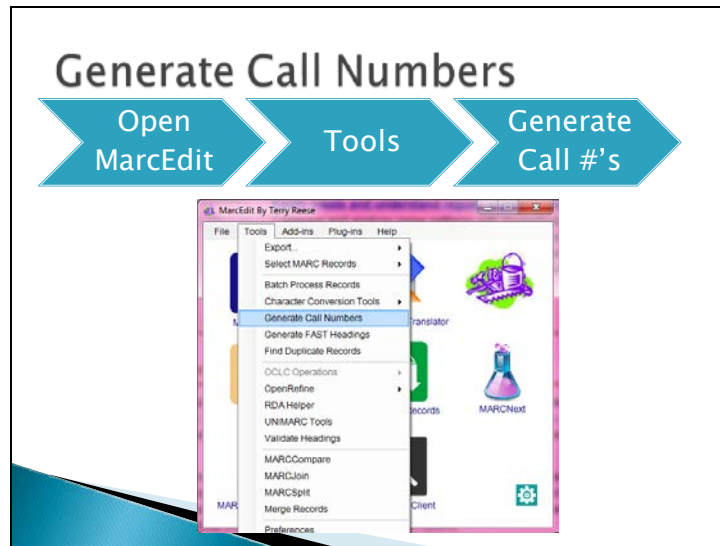 Generate Call Numbers
Open
MarcEdit
Tools
Generate
Call #'s
MarcEdit By Terry Reese
File Tools Add-ins Plug-ins Help
Export..
Select MARC Records
Batch Process Records
Character Conversion Tools
Generate Call Numbers
Translator
Generate FAST Headings
Find Duplicate Records
OCLC Operations
OpenRefine
RDA Helper
ecords
MARCNext
UNIMARC Tools
Validate Headings
MARCCompare
MARCJoin
MARCSplit
MAR
Client
Merge Records
Preferences